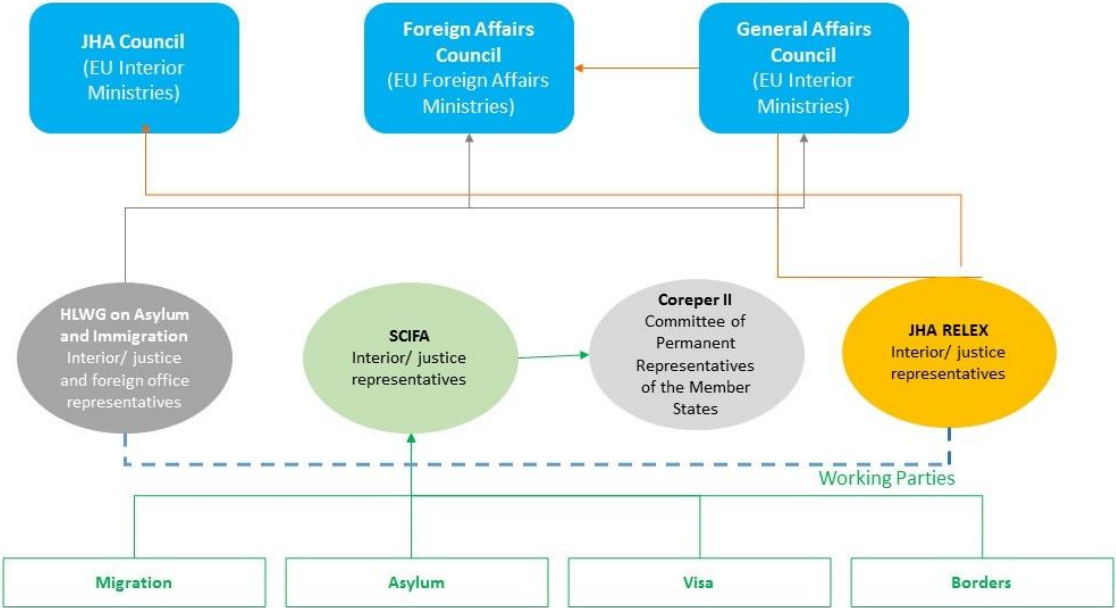 JHA Council
(EU Interior
Ministries)
Foreign Affairs
Council
(EU Foreign Affairs
Ministries)
General Affairs
Council
(EU Interior
Ministries)
HLWG on Asylum
and Immigration
Interior/ justice
and foreign office
representatives
SCIFA
Interior/ justice
representatives
Coreper II
Committee of
Permanent
Representatives
of the Member
States
JHA RELEX
Interior/ justice
representatives
Working Parties
Migration
Asylum
Visa
Borders